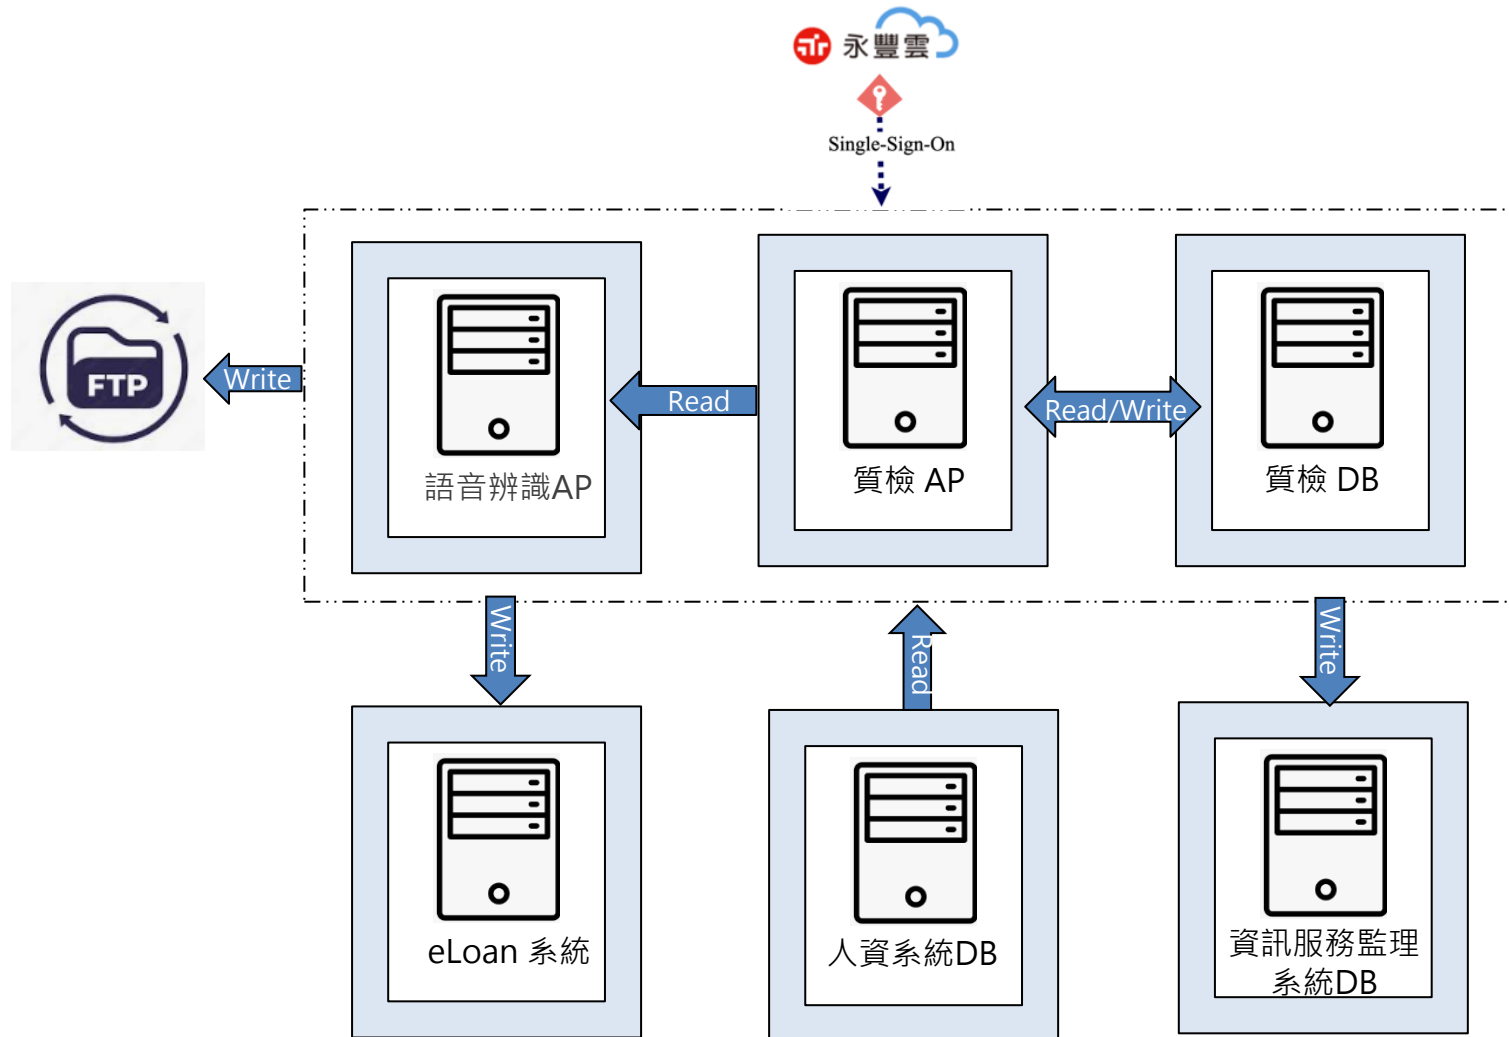 永豐雲
Single-Sign-On
FTP
Write
Read
Read/Write
語音辨識AP
質檢 AP
質檢 DB
Write
Read
Write
eLoan 系統
人資系統DB
資訊服務監理
系統DB